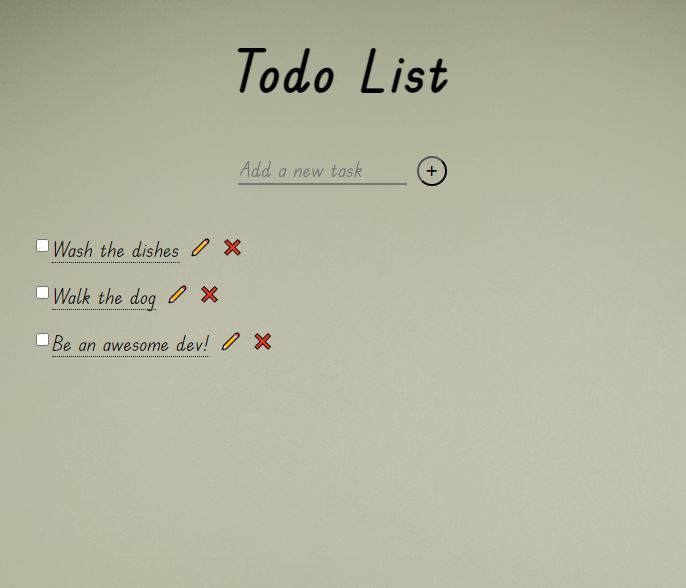 Todo List
Add a new task
+
Wash the dishes
Walk the dog
Be an awesome dev!